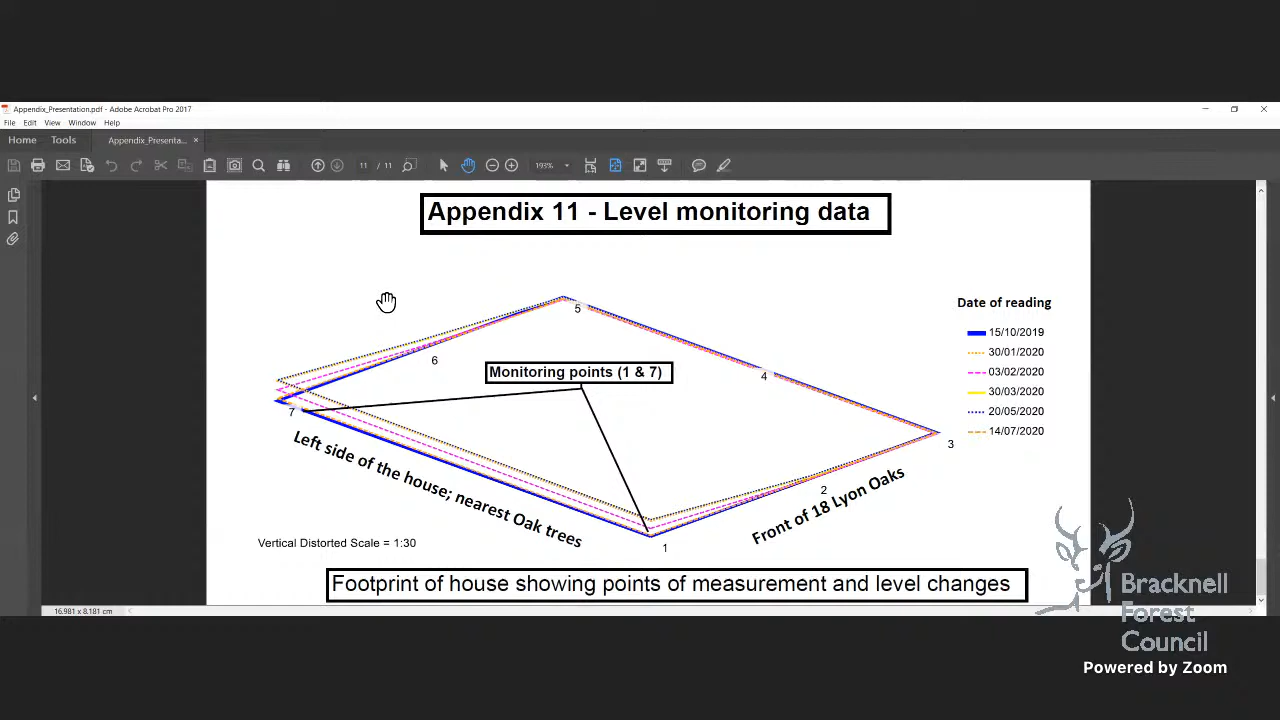 Appendix_Presentation.pdf - Adobe Acrobat Pro 2017
File Edit View Window Help
Home Tools Appendix_Presenta... ×
11 / 11 193%
Appendix 11 - Level monitoring data
Date of reading
15/10/2019
30/01/2020
03/02/2020
30/03/2020
20/05/2020
14/07/2020
5
6
Monitoring points (1 & 7)
4
7
3
Left side of the house; nearest Oak trees
2
Front of 18 Lyon Oaks
1
Vertical Distorted Scale = 1:30
Footprint of house showing points of measurement and level changes
16.981 x 8.181 cm
Bracknell
Forest
Council
Powered by Zoom